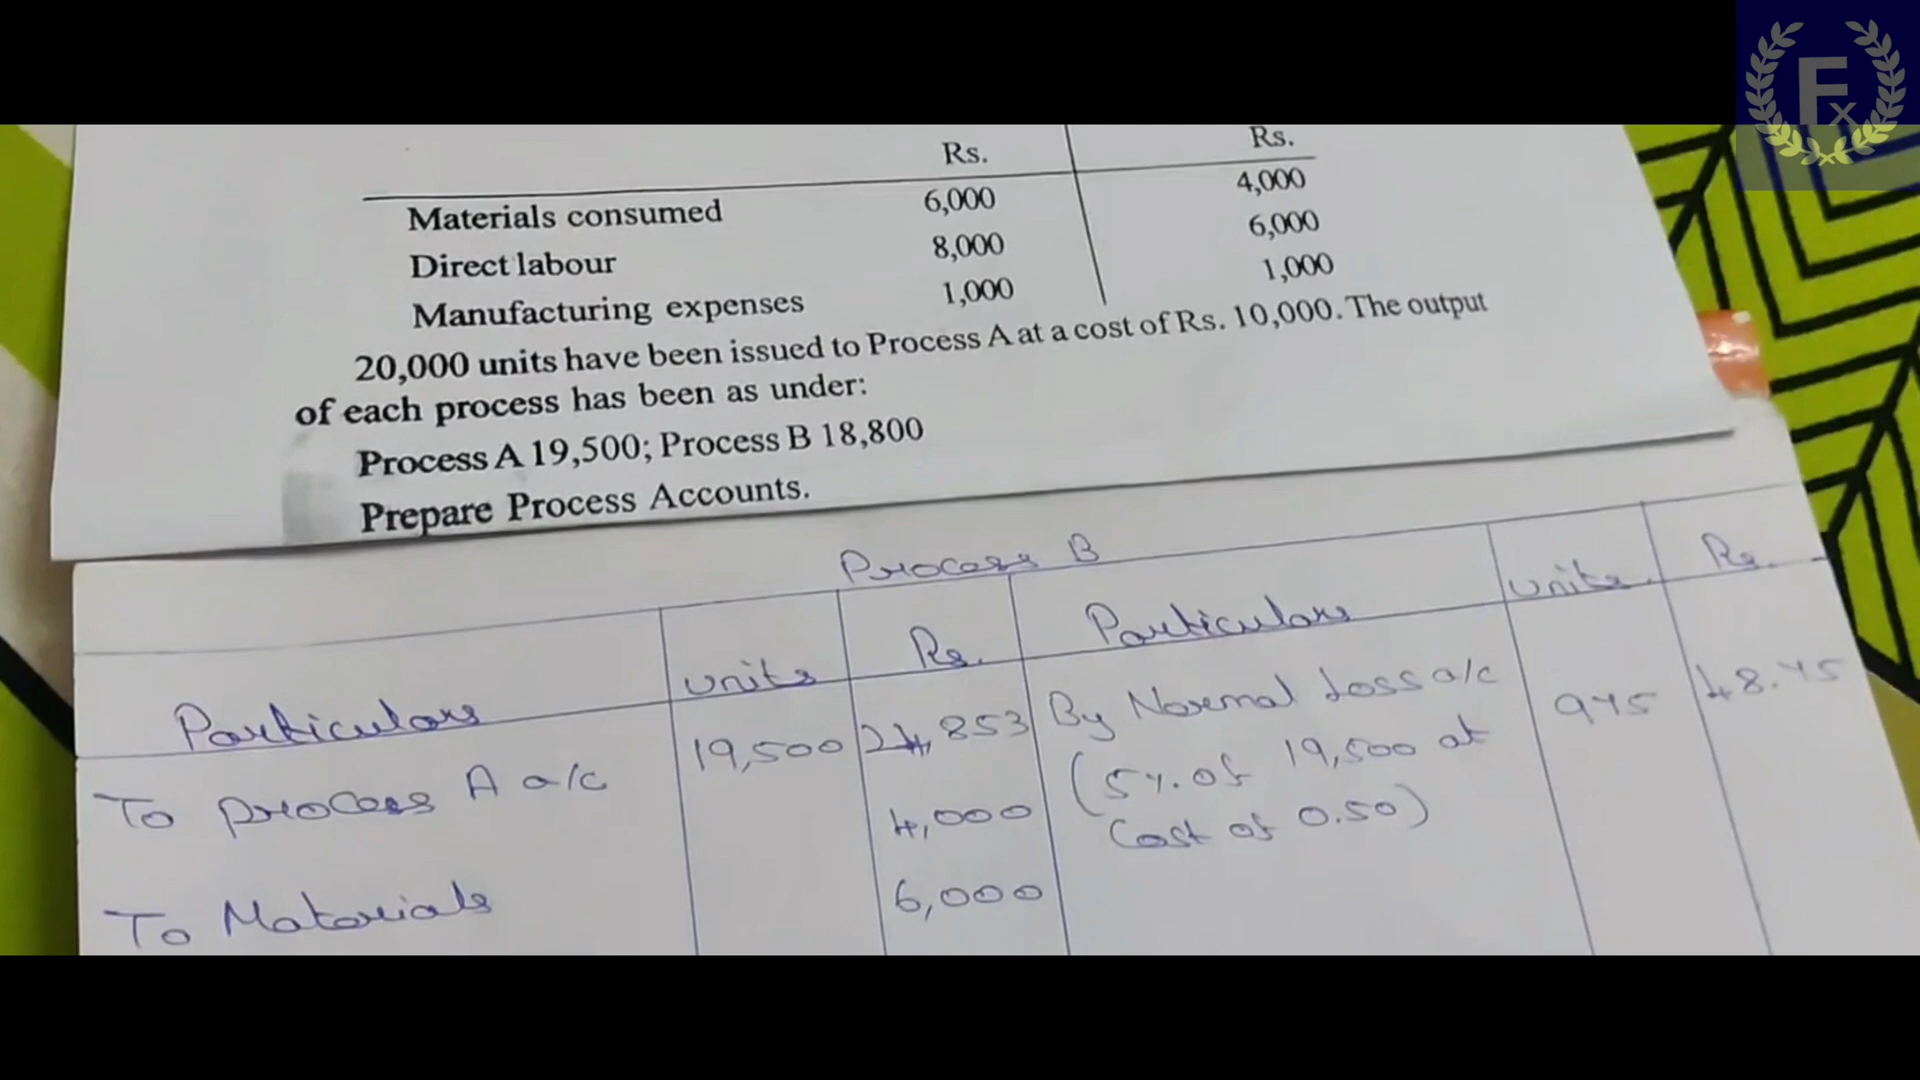 Rs. Rs.
Materials consumed 6,000 4,000
Direct labour 8,000 6,000
Manufacturing expenses 1,000 1,000
20,000 units have been issued to Process A at a cost of Rs. 10,000. The output
of each process has been as under:
Process A 19,500; Process B 18,800
Prepare Process Accounts.
Process B
Particulars units Rs. Particulars units Rs.
To Process A a/c 19,500 24,853 By Normal Loss a/c 975 48.75
(5% of 19,500 at
To Materials 4,000 Cost of 0.50)
6,000
Fx